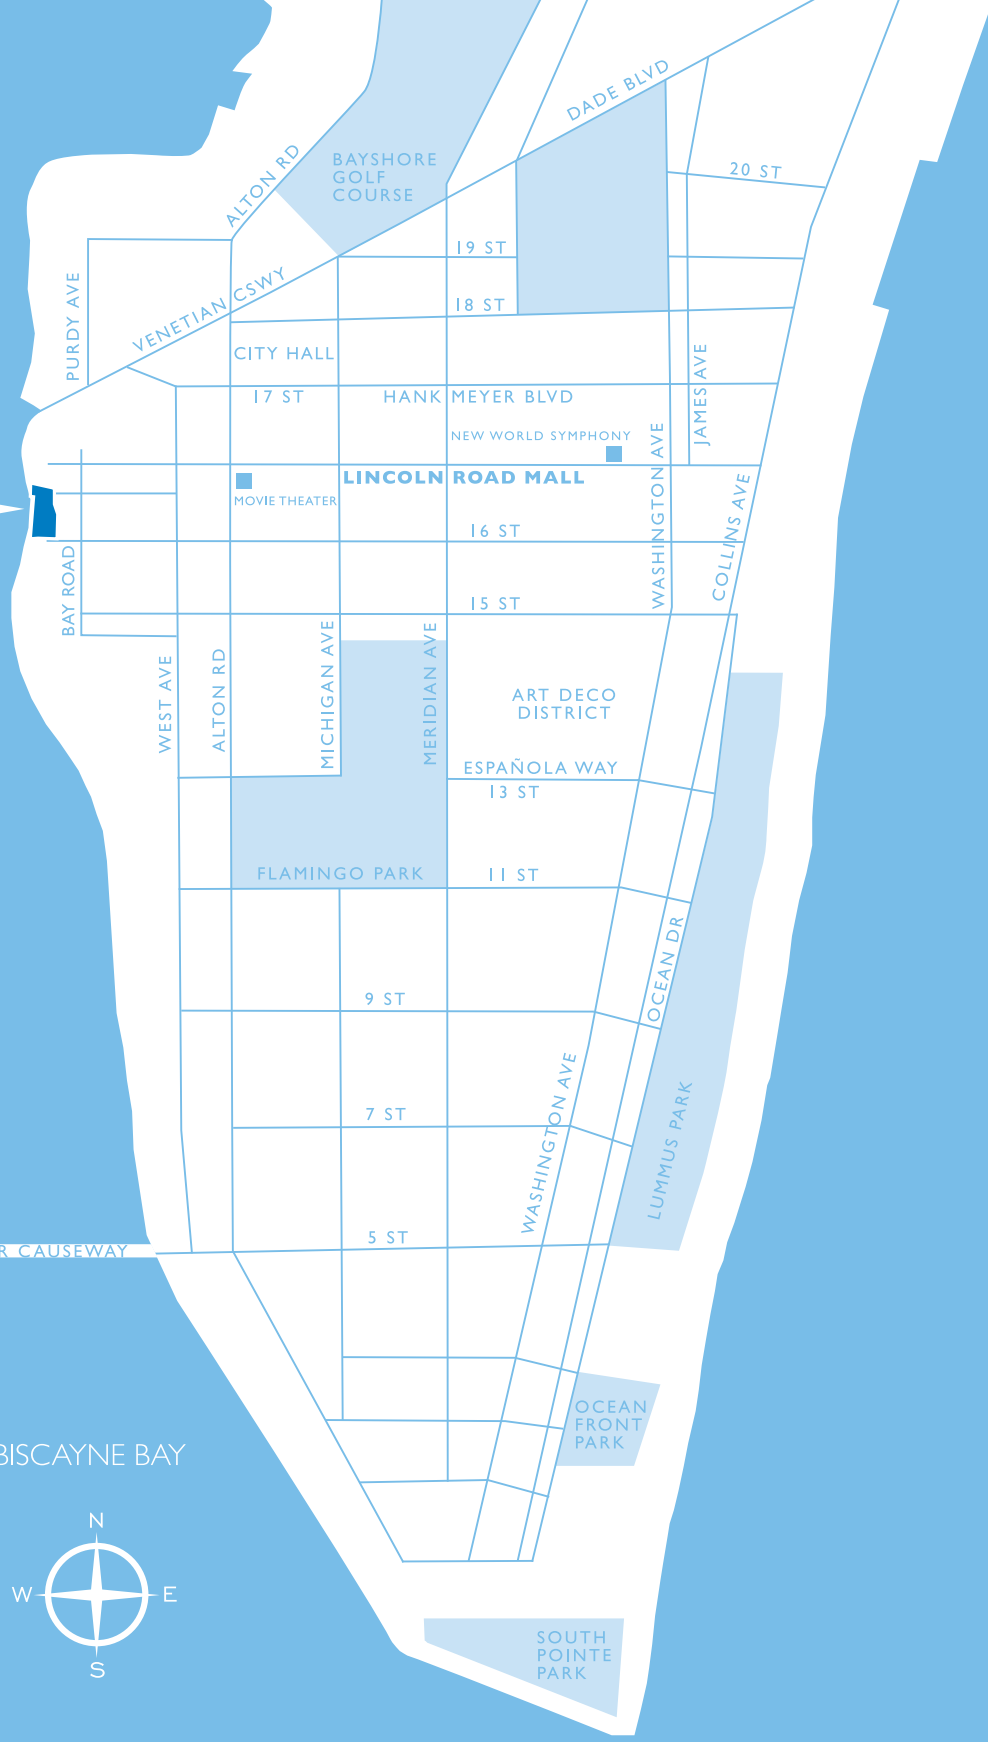 DADE BLVD
ALTON RD
BAYSHORE
GOLF
COURSE
20 ST
19 ST
PURDY AVE
VENETIAN CSWY
18 ST
CITY HALL
JAMES AVE
17 ST
HANK MEYER BLVD
NEW WORLD SYMPHONY
WASHINGTON AVE
LINCOLN ROAD MALL
MOVIE THEATER
COLLINS AVE
16 ST
BAY ROAD
15 ST
WEST AVE
ALTON RD
MICHIGAN AVE
MERIDIAN AVE
ART DECO
DISTRICT
ESPAÑOLA WAY
13 ST
FLAMINGO PARK
11 ST
OCEAN DR
9 ST
WASHINGTON AVE
7 ST
LUMMUS PARK
5 ST
R CAUSEWAY
OCEAN
FRONT
PARK
BISCAYNE BAY
N
W
E
S
SOUTH
POINTE
PARK